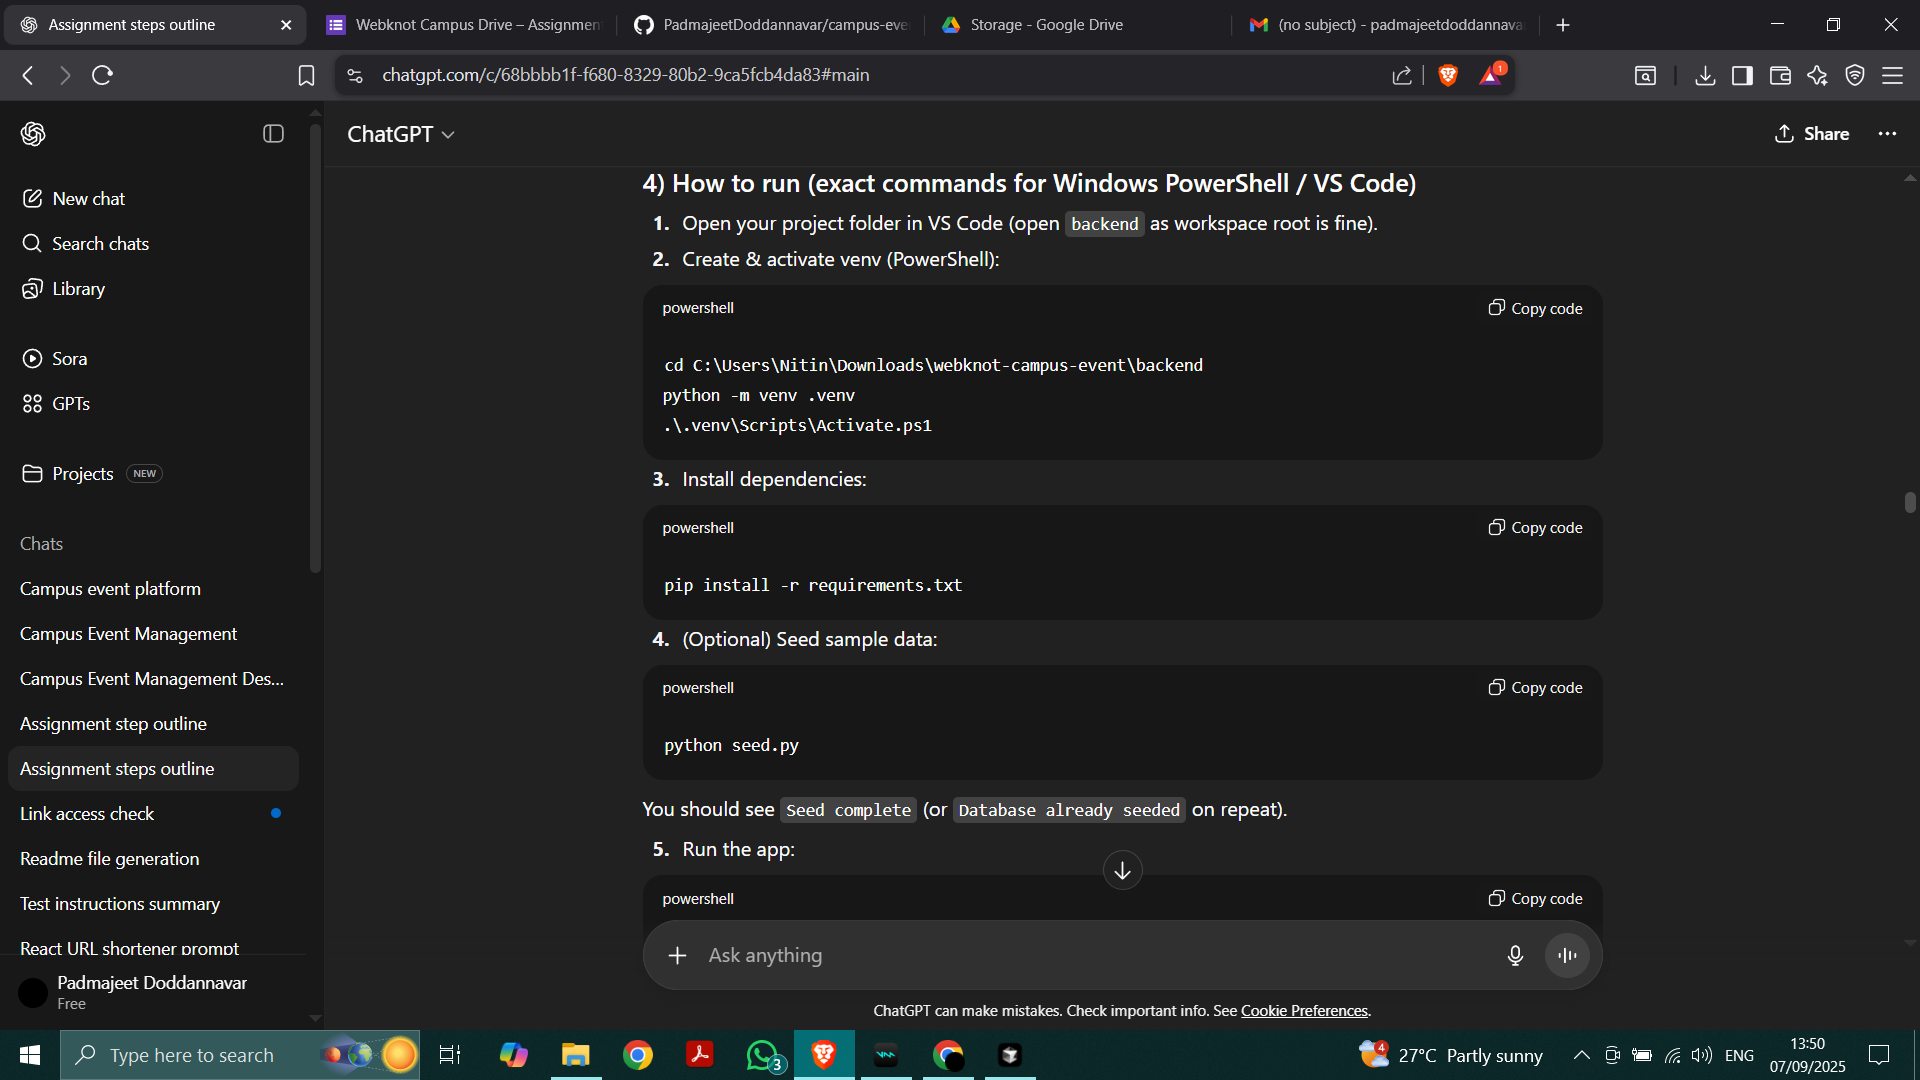 Assignment steps outline
Webknot Campus Drive – Assignmen
PadmajeetDoddannavar/campus-eve
Storage - Google Drive
(no subject) - padmajeetdoddannava
chatgpt.com/c/68bbbb1f-f680-8329-80b2-9ca5fcb4da83#main
1
ChatGPT
Share
New chat
Search chats
Library
Sora
GPTs
Projects NEW
Chats
Campus event platform
Campus Event Management
Campus Event Management Des...
Assignment step outline
Assignment steps outline
Link access check
Readme file generation
Test instructions summary
React URL shortener prompt
Padmajeet Doddannavar
Free
4) How to run (exact commands for Windows PowerShell / VS Code)
1. Open your project folder in VS Code (open backend as workspace root is fine).
2. Create & activate venv (PowerShell):
powershell Copy code
cd C:\Users\Nitin\Downloads\webknot-campus-event\backend
python -m venv .venv
.\.venv\Scripts\Activate.ps1
3. Install dependencies:
powershell Copy code
pip install -r requirements.txt
4. (Optional) Seed sample data:
powershell Copy code
python seed.py
You should see Seed complete (or Database already seeded on repeat).
5. Run the app:
powershell Copy code
Ask anything
ChatGPT can make mistakes. Check important info. See Cookie Preferences.
Type here to search
3
4
27°C Partly sunny
ENG
13:50
07/09/2025